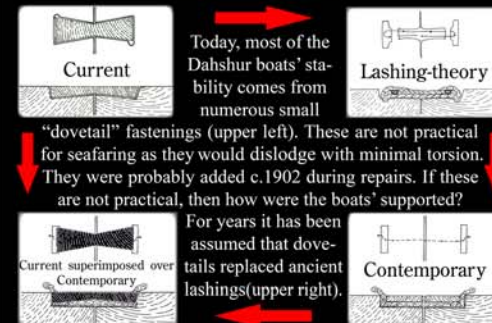 Current
Today, most of the
Dahshur boats' sta-
bility comes from
numerous small
Lashing-theory
"dovetail" fastenings (upper left). These are not practical
for seafaring as they would dislodge with minimal torsion.
They were probably added c.1902 during repairs. If these
are not practical, then how were the boats' supported?
Current superimposed over
Contemporary
For years it has been
assumed that dove-
tails replaced ancient
lashings(upper right).
Contemporary